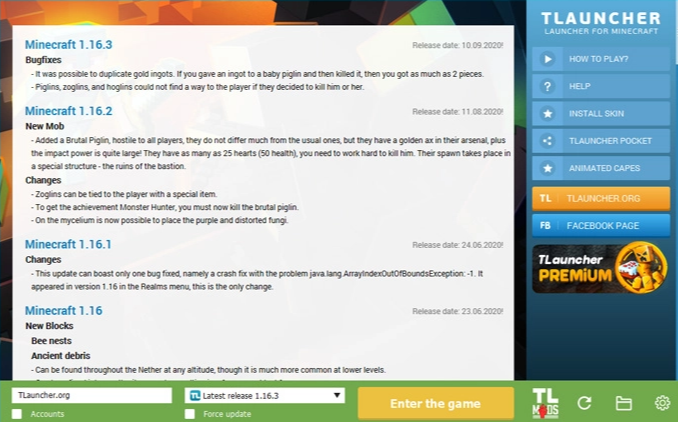 TLAUNCHER
LAUNCHER FOR MINECRAFT
Minecraft 1.16.3
Release date: 10.09.2020!
Bugfixes
- It was possible to duplicate gold ingots. If you gave an ingot to a baby piglin and then killed it, then you got as much as 2 pieces.
- Piglins, zoglins, and hoglins could not find a way to the player if they decided to kill him or her.
Minecraft 1.16.2
Release date: 11.08.2020!
New Mob
- Added a Brutal Piglin, hostile to all players, they do not differ much from the usual ones, but they have a golden ax in their arsenal, plus
the impact power is quite large! They have as many as 25 hearts (50 health), you need to work hard to kill him. Their spawn takes place in
a special structure - the ruins of the bastion.
Changes
- Zoglins can be tied to the player with a special item.
- To get the achievement Monster Hunter, you must now kill the brutal piglin.
- On the mycelium is now possible to place the purple and distorted fungi.
Minecraft 1.16.1
Release date: 24.06.2020!
Changes
- This update can boast only one bug fixed, namely a crash fix with the problem java.lang.ArrayIndexOutOfBoundsException: -1. It
appeared in version 1.16 in the Realms menu, this is the only change.
Minecraft 1.16
Release date: 23.06.2020!
New Blocks
Bee nests
Ancient debris
- Can be found throughout the Nether at any altitude, though it is much more common at lower levels.
HOW TO PLAY?
? HELP
INSTALL SKIN
TLAUNCHER POCKET
ANIMATED CAPES
TL TLAUNCHER.ORG
FB FACEBOOK PAGE
TLauncher
PREMIUM
TLauncher.org
TL Latest release 1.16.3
Enter the game
TL
MODS
Accounts
Force update